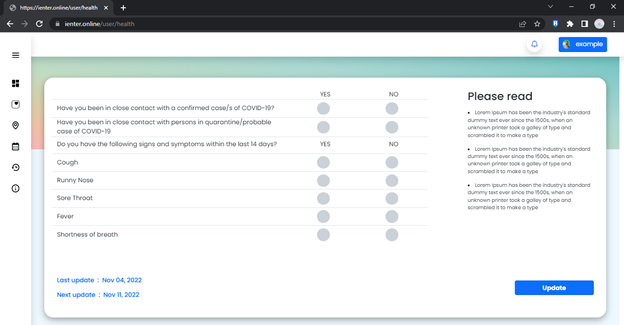 https://ienter.online/user/health
ienter.online/user/health
example
YES NO
Have you been in close contact with a confirmed case/s of COVID-19?
Have you been in close contact with persons in quarantine/probable
case of COVID-19
Do you have the following signs and symptoms within the last 14 days? YES NO
Cough
Runny Nose
Sore Throat
Fever
Shortness of breath
Last update : Nov 04, 2022
Next update : Nov 11, 2022
Please read
• Lorem Ipsum has been the industry's standard
dummy text ever since the 1500s, when an
unknown printer took a galley of type and
scrambled it to make a type
• Lorem Ipsum has been the industry's standard
dummy text ever since the 1500s, when an
unknown printer took a galley of type and
scrambled it to make a type
• Lorem Ipsum has been the industry's standard
dummy text ever since the 1500s, when an
unknown printer took a galley of type and
scrambled it to make a type
Update